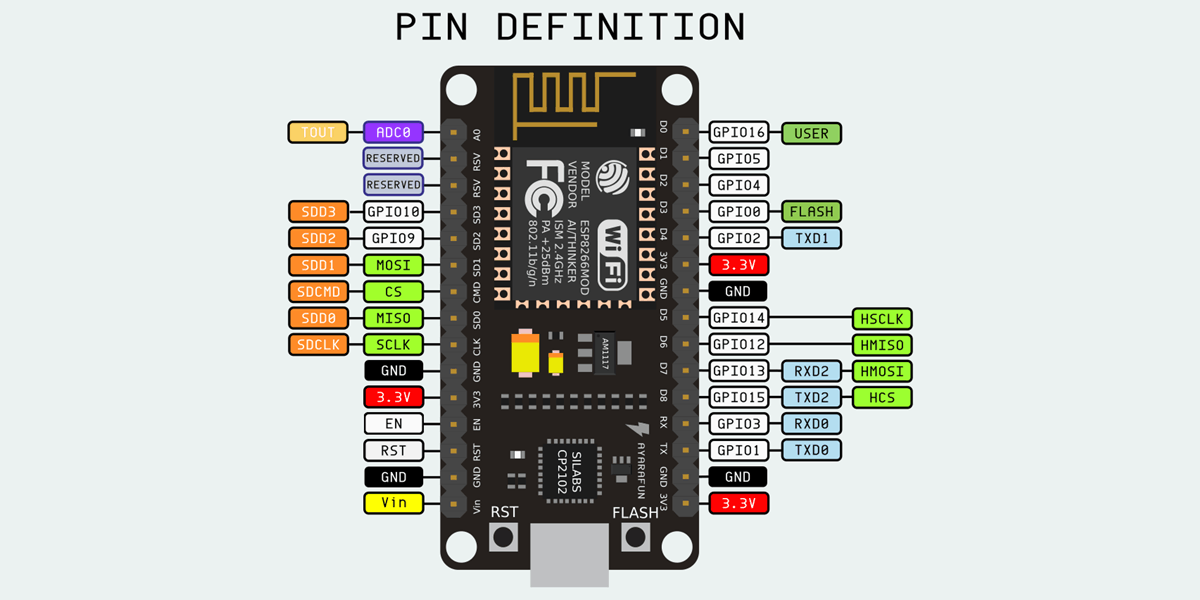 PIN DEFINITION
TOUT ADC0 A0 D0 GPIO16 USER
RESERVED RSV D1 GPIO5
RESERVED RSV D2 GPIO4
SDD3 GPIO10 SD3 D3 GPIO0 FLASH
SDD2 GPIO9 SD2 D4 GPIO2 TXD1
SDD1 MOSI SD1 3V3 3.3V
SDCMD CS CMD GND GND
SDD0 MISO SD0 D5 GPIO14 HSCLK
SDCLK SCLK CLK D6 GPIO12 HMISO
GND GND D7 GPIO13 RXD2 HMOSI
3.3V 3V3 D8 GPIO15 TXD2 HCS
EN EN RX GPIO3 RXD0
RST RST TX GPIO1 TXD0
GND GND GND GND
Vin Vin 3V3 3.3V
MODEL ESP8266MOD
VENDOR AI/THINKER
ISM 2.4GHz
PA +25dBm
802.11b/g/n
FC
Wi Fi
AM1117
SILABS
CP2102
AYARAFUN
RST
FLASH